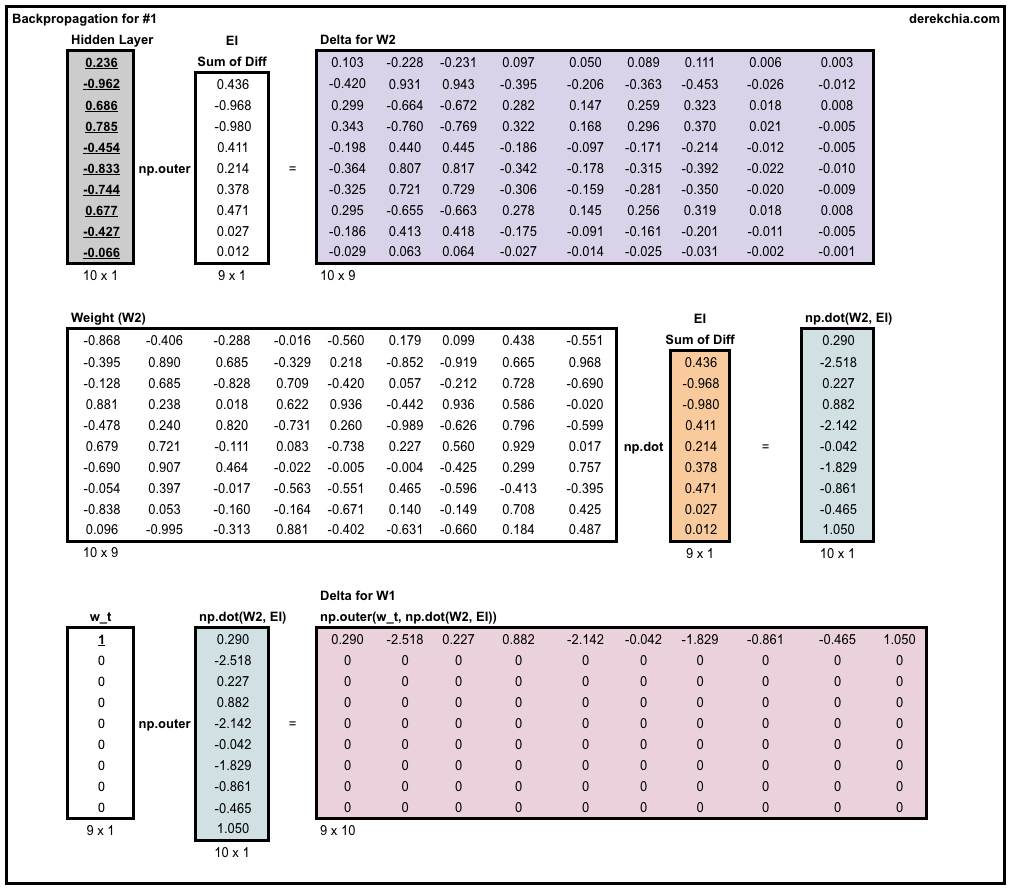 Backpropagation for #1 derekchia.com
Hidden Layer EI Delta for W2
0.236 Sum of Diff 0.103 -0.228 -0.231 0.097 0.050 0.089 0.111 0.006 0.003
-0.962 0.436 -0.420 0.931 0.943 -0.395 -0.206 -0.363 -0.453 -0.026 -0.012
0.686 -0.968 0.299 -0.664 -0.672 0.282 0.147 0.259 0.323 0.018 0.008
0.785 -0.980 0.343 -0.760 -0.769 0.322 0.168 0.296 0.370 0.021 -0.005
-0.454 0.411 -0.198 0.440 0.445 -0.186 -0.097 -0.171 -0.214 -0.012 -0.005
-0.833 np.outer 0.214 = -0.364 0.807 0.817 -0.342 -0.178 -0.315 -0.392 -0.022 -0.010
-0.744 0.378 -0.325 0.721 0.729 -0.306 -0.159 -0.281 -0.350 -0.020 -0.009
0.677 0.471 0.295 -0.655 -0.663 0.278 0.145 0.256 0.319 0.018 0.008
-0.427 0.027 -0.186 0.413 0.418 -0.175 -0.091 -0.161 -0.201 -0.011 -0.005
-0.066 0.012 -0.029 0.063 0.064 -0.027 -0.014 -0.025 -0.031 -0.002 -0.001
10 x 1 9 x 1 10 x 9
Weight (W2) EI np.dot(W2, EI)
-0.868 -0.406 -0.288 -0.016 -0.560 0.179 0.099 0.438 -0.551 Sum of Diff 0.290
-0.395 0.890 0.685 -0.329 0.218 -0.852 -0.919 0.665 0.968 0.436 -2.518
-0.128 0.685 -0.828 0.709 -0.420 0.057 -0.212 0.728 -0.690 -0.968 0.227
0.881 0.238 0.018 0.622 0.936 -0.442 0.936 0.586 -0.020 -0.980 0.882
-0.478 0.240 0.820 -0.731 0.260 -0.989 -0.626 0.796 -0.599 0.411 -2.142
0.679 0.721 -0.111 0.083 -0.738 0.227 0.560 0.929 0.017 np.dot 0.214 = -0.042
-0.690 0.907 0.464 -0.022 -0.005 -0.004 -0.425 0.299 0.757 0.378 -1.829
-0.054 0.397 -0.017 -0.563 -0.551 0.465 -0.596 -0.413 -0.395 0.471 -0.861
-0.838 0.053 -0.160 -0.164 -0.671 0.140 -0.149 0.708 0.425 0.027 -0.465
0.096 -0.995 -0.313 0.881 -0.402 -0.631 -0.660 0.184 0.487 0.012 1.050
10 x 9 9 x 1 10 x 1
Delta for W1
w_t np.dot(W2, EI) np.outer(w_t, np.dot(W2, EI))
1 0.290 0.290 -2.518 0.227 0.882 -2.142 -0.042 -1.829 -0.861 -0.465 1.050
0 -2.518 0 0 0 0 0 0 0 0 0 0
0 0.227 0 0 0 0 0 0 0 0 0 0
0 0.882 0 0 0 0 0 0 0 0 0 0
0 np.outer -2.142 = 0 0 0 0 0 0 0 0 0 0
0 -0.042 0 0 0 0 0 0 0 0 0 0
0 -1.829 0 0 0 0 0 0 0 0 0 0
0 -0.861 0 0 0 0 0 0 0 0 0 0
0 -0.465 0 0 0 0 0 0 0 0 0 0
9 x 1 1.050 9 x 10
10 x 1